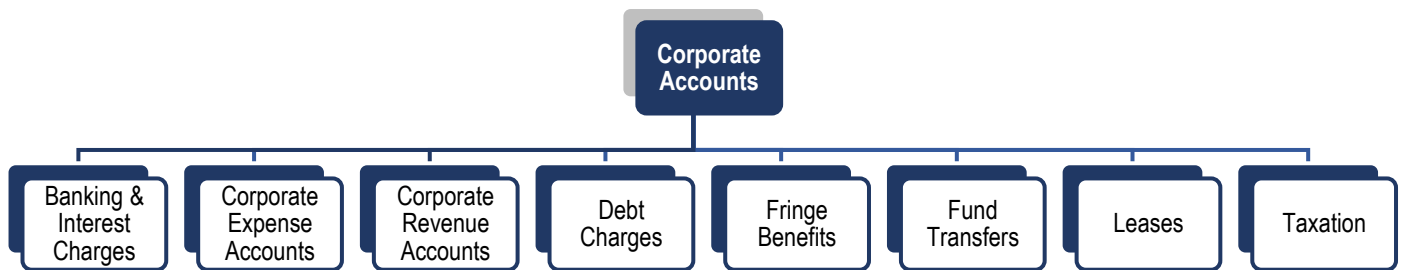 Corporate
Accounts
Banking &
Interest
Charges
Corporate
Expense
Accounts
Corporate
Revenue
Accounts
Debt
Charges
Fringe
Benefits
Fund
Transfers
Leases
Taxation